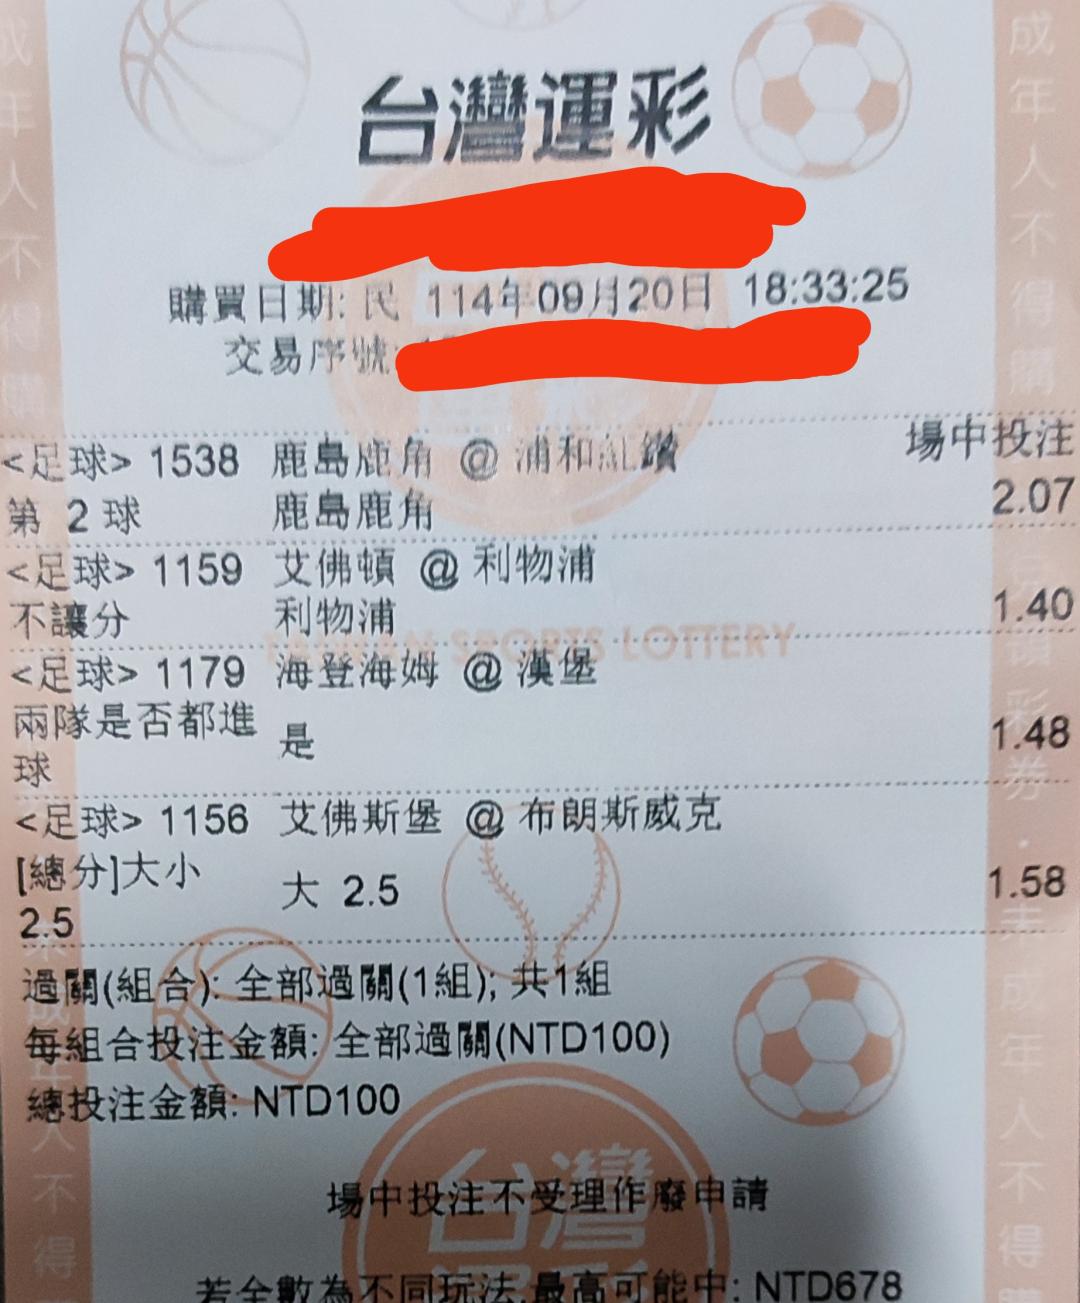 台灣運彩
購買日期: 民 114年09月20日 18:33:25
交易序號:
場中投注
<足球> 1538 鹿島鹿角 @ 浦和紅鑽
第 2 球 鹿島鹿角 2.07
<足球> 1159 艾佛頓 @ 利物浦
不讓分 利物浦 1.40
TAIWAN SPORTS LOTTERY
<足球> 1179 海登海姆 @ 漢堡
兩隊是否都進球 是 1.48
<足球> 1156 艾佛斯堡 @ 布朗斯威克
[總分]大小 2.5 大 2.5 1.58
過關(組合): 全部過關(1組); 共1組
每組合投注金額: 全部過關(NTD100)
總投注金額: NTD100
場中投注不受理作廢申請
若全數為不同玩法,最高可能中: NTD678